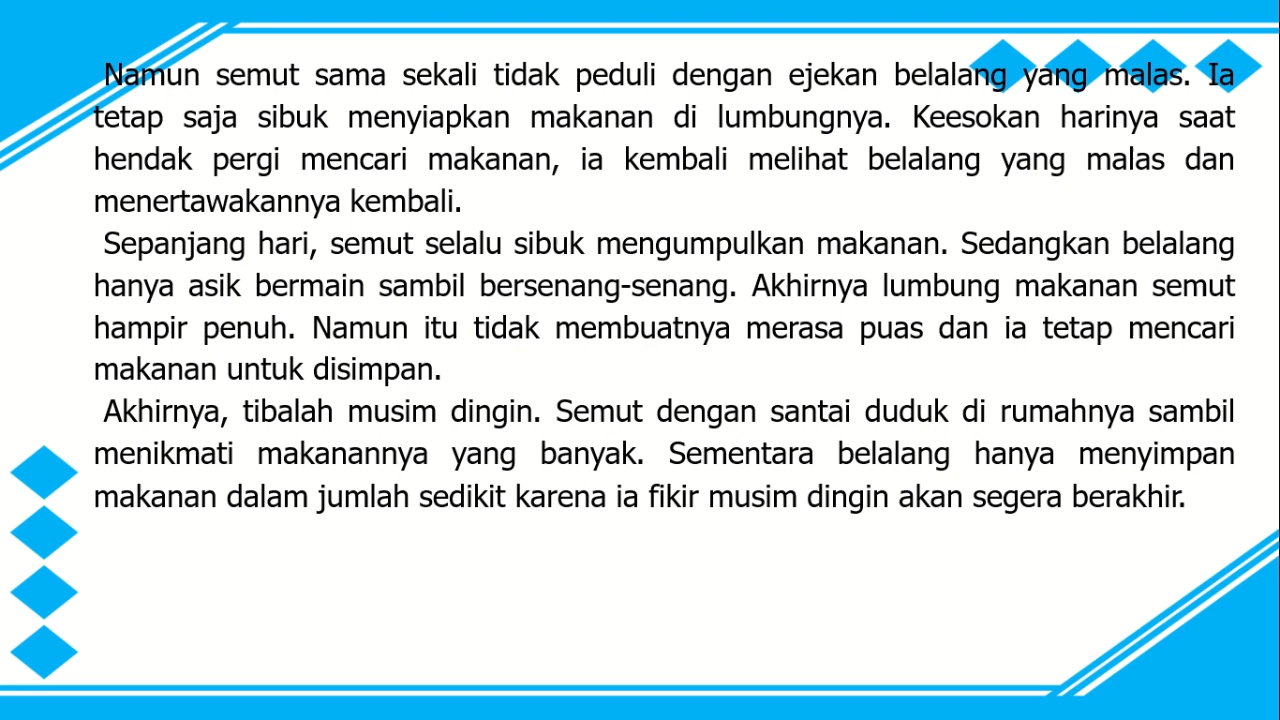 Namun semut sama sekali tidak peduli dengan ejekan belalang yang malas. Ia
tetap saja sibuk menyiapkan makanan di lumbungnya. Keesokan harinya saat
hendak pergi mencari makanan, ia kembali melihat belalang yang malas dan
menertawakannya kembali.
Sepanjang hari, semut selalu sibuk mengumpulkan makanan. Sedangkan belalang
hanya asik bermain sambil bersenang-senang. Akhirnya lumbung makanan semut
hampir penuh. Namun itu tidak membuatnya merasa puas dan ia tetap mencari
makanan untuk disimpan.
Akhirnya, tibalah musim dingin. Semut dengan santai duduk di rumahnya sambil
menikmati makanannya yang banyak. Sementara belalang hanya menyimpan
makanan dalam jumlah sedikit karena ia fikir musim dingin akan segera berakhir.